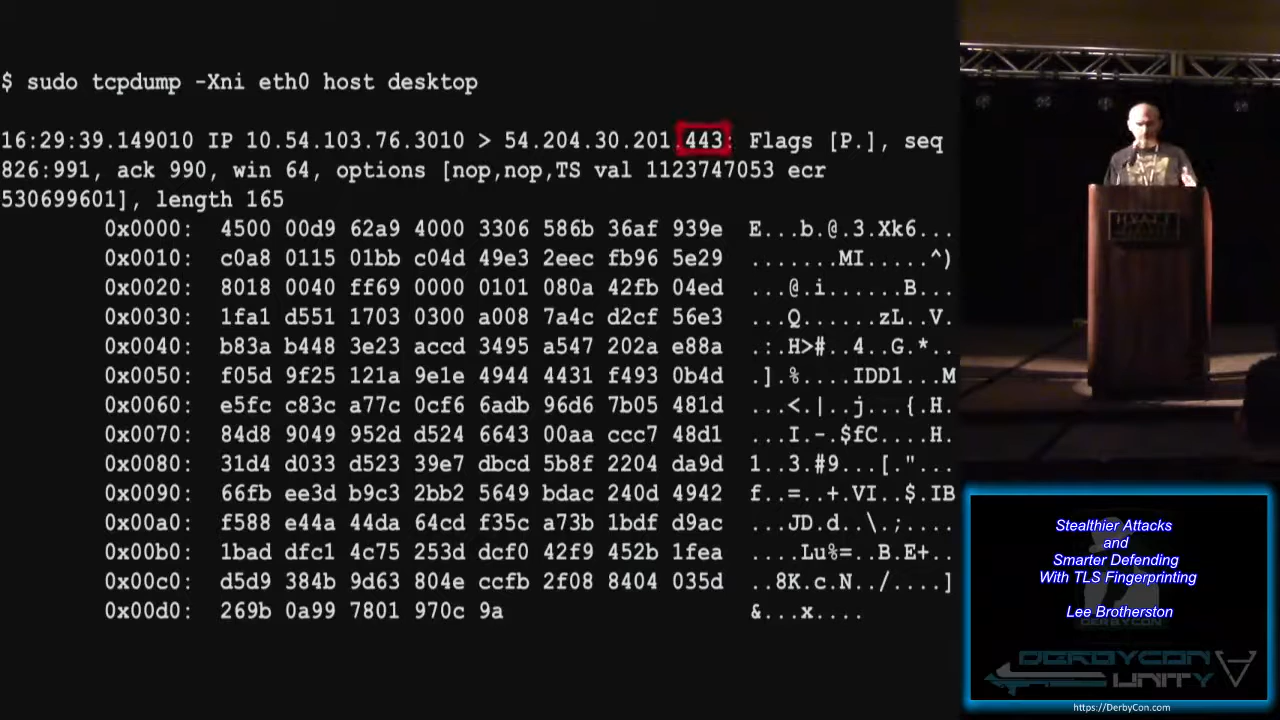 $ sudo tcpdump -Xni eth0 host desktop
16:29:39.149010 IP 10.54.103.76.3010 > 54.204.30.201.443: Flags [P.], seq
826:991, ack 990, win 64, options [nop,nop,TS val 1123747053 ecr
530699601], length 165
0x0000: 4500 00d9 62a9 4000 3306 586b 36af 939e E...b.@.3.Xk6...
0x0010: c0a8 0115 01bb c04d 49e3 2eec fb96 5e29 .......MI.....^)
0x0020: 8018 0040 ff69 0000 0101 080a 42fb 04ed ...@.i......B...
0x0030: 1fa1 d551 1703 0300 a008 7a4c d2cf 56e3 ...Q......zL..V.
0x0040: b83a b448 3e23 accd 3495 a547 202a e88a .:.H>#..4..G.*..
0x0050: f05d 9f25 121a 9e1e 4944 4431 f493 0b4d .].%....IDD1...M
0x0060: e5fc c83c a77c 0cf6 6adb 96d6 7b05 481d ...<.|..j...{.H.
0x0070: 84d8 9049 952d d524 6643 00aa ccc7 48d1 ...I.-.$fC....H.
0x0080: 31d4 d033 d523 39e7 dbcd 5b8f 2204 da9d 1..3.#9...[."...
0x0090: 66fb ee3d b9c3 2bb2 5649 bdac 240d 4942 f..=..+.VI..$.IB
0x00a0: f588 e44a 44da 64cd f35c a73b 1bdf d9ac ...JD.d..\.;....
0x00b0: 1bad dfc1 4c75 253d dcf0 42f9 452b 1fea ....Lu%=..B.E+..
0x00c0: d5d9 384b 9d63 804e ccfb 2f08 8404 035d ..8K.c.N../....]
0x00d0: 269b 0a99 7801 970c 9a &...x....
HYATT
Stealthier Attacks
and
Smarter Defending
With TLS Fingerprinting
Lee Brotherston
DERBYCON
DERBYCON
UNITY
https://DerbyCon.com